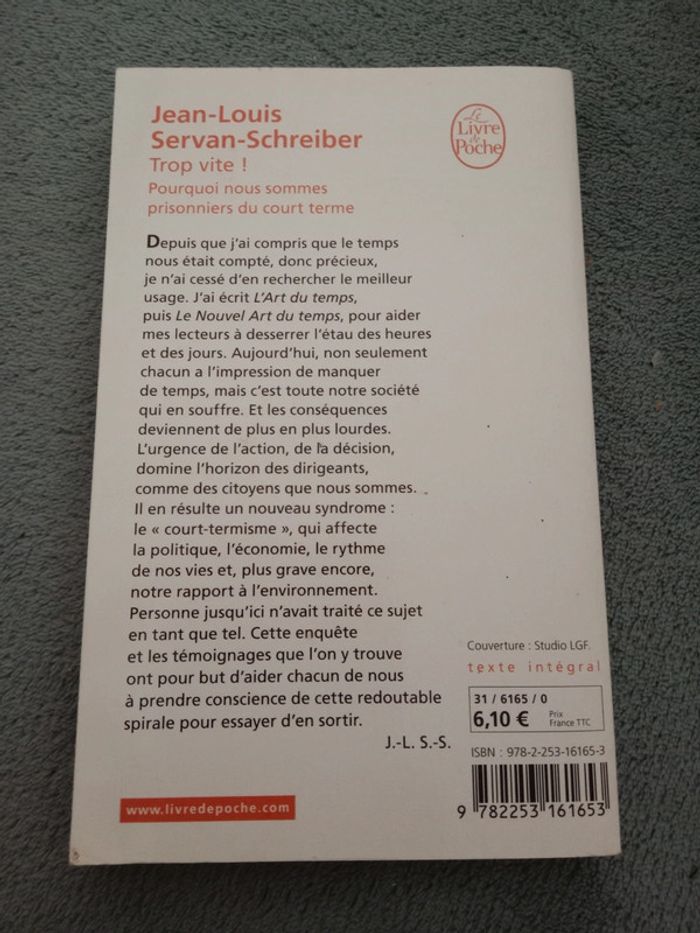 Jean-Louis
Servan-Schreiber
Trop vite !
Pourquoi nous sommes
prisonniers du court terme
Le
Livre
de
Poche
Depuis que j'ai compris que le temps
nous était compté, donc précieux,
je n'ai cessé d'en rechercher le meilleur
usage. J'ai écrit L'Art du temps,
puis Le Nouvel Art du temps, pour aider
mes lecteurs à desserrer l'étau des heures
et des jours. Aujourd'hui, non seulement
chacun a l'impression de manquer
de temps, mais c'est toute notre société
qui en souffre. Et les conséquences
deviennent de plus en plus lourdes.
L'urgence de l'action, de la décision,
domine l'horizon des dirigeants,
comme des citoyens que nous sommes.
Il en résulte un nouveau syndrome :
le « court-termisme », qui affecte
la politique, l'économie, le rythme
de nos vies et, plus grave encore,
notre rapport à l'environnement.
Personne jusqu'ici n'avait traité ce sujet
en tant que tel. Cette enquête
et les témoignages que l'on y trouve
ont pour but d'aider chacun de nous
à prendre conscience de cette redoutable
spirale pour essayer d'en sortir.
J.-L. S.-S.
www.livredepoche.com
Couverture : Studio LGF.
texte intégral
31 / 6165 / 0
6,10 €
Prix
France TTC
ISBN : 978-2-253-16165-3
9 782253 161653